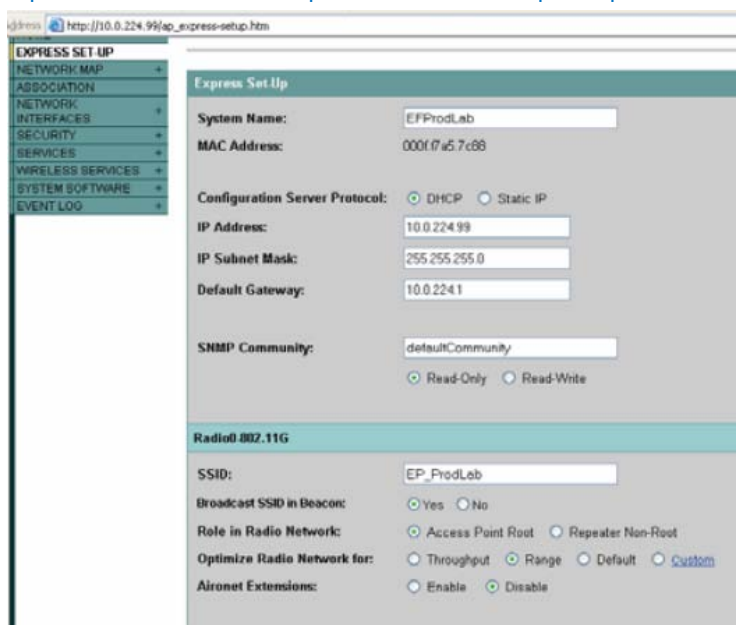 Address http://10.0.224.99/ap_express-setup.htm
EXPRESS SET-UP
NETWORK MAP +
ASSOCIATION
NETWORK INTERFACES +
SECURITY +
SERVICES +
WIRELESS SERVICES +
SYSTEM SOFTWARE +
EVENT LOG +
Express Set-Up
System Name: EFProdLab
MAC Address: 000f.f7a5.7c68
Configuration Server Protocol: DHCP Static IP
IP Address: 10.0.224.99
IP Subnet Mask: 255.255.255.0
Default Gateway: 10.0.224.1
SNMP Community: defaultCommunity
Read-Only Read-Write
Radio0-802.11G
SSID: EP_ProdLab
Broadcast SSID in Beacon: Yes No
Role in Radio Network: Access Point Root Repeater Non-Root
Optimize Radio Network for: Throughput Range Default Custom
Aironet Extensions: Enable Disable